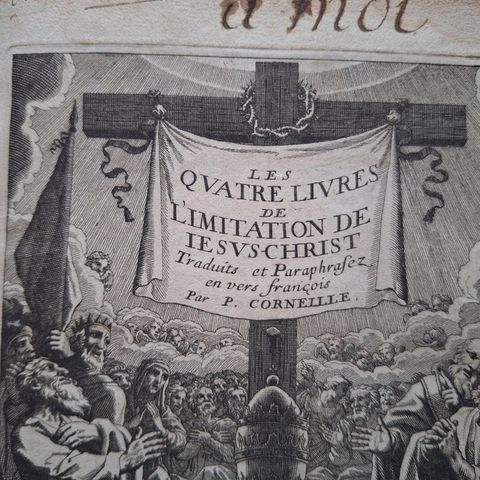 a moi
LES
QVATRE LIVRES
DE
L'IMITATION DE
IESVS-CHRIST
Traduits et Paraphrasez
en vers françois
Par P. CORNEILLE.